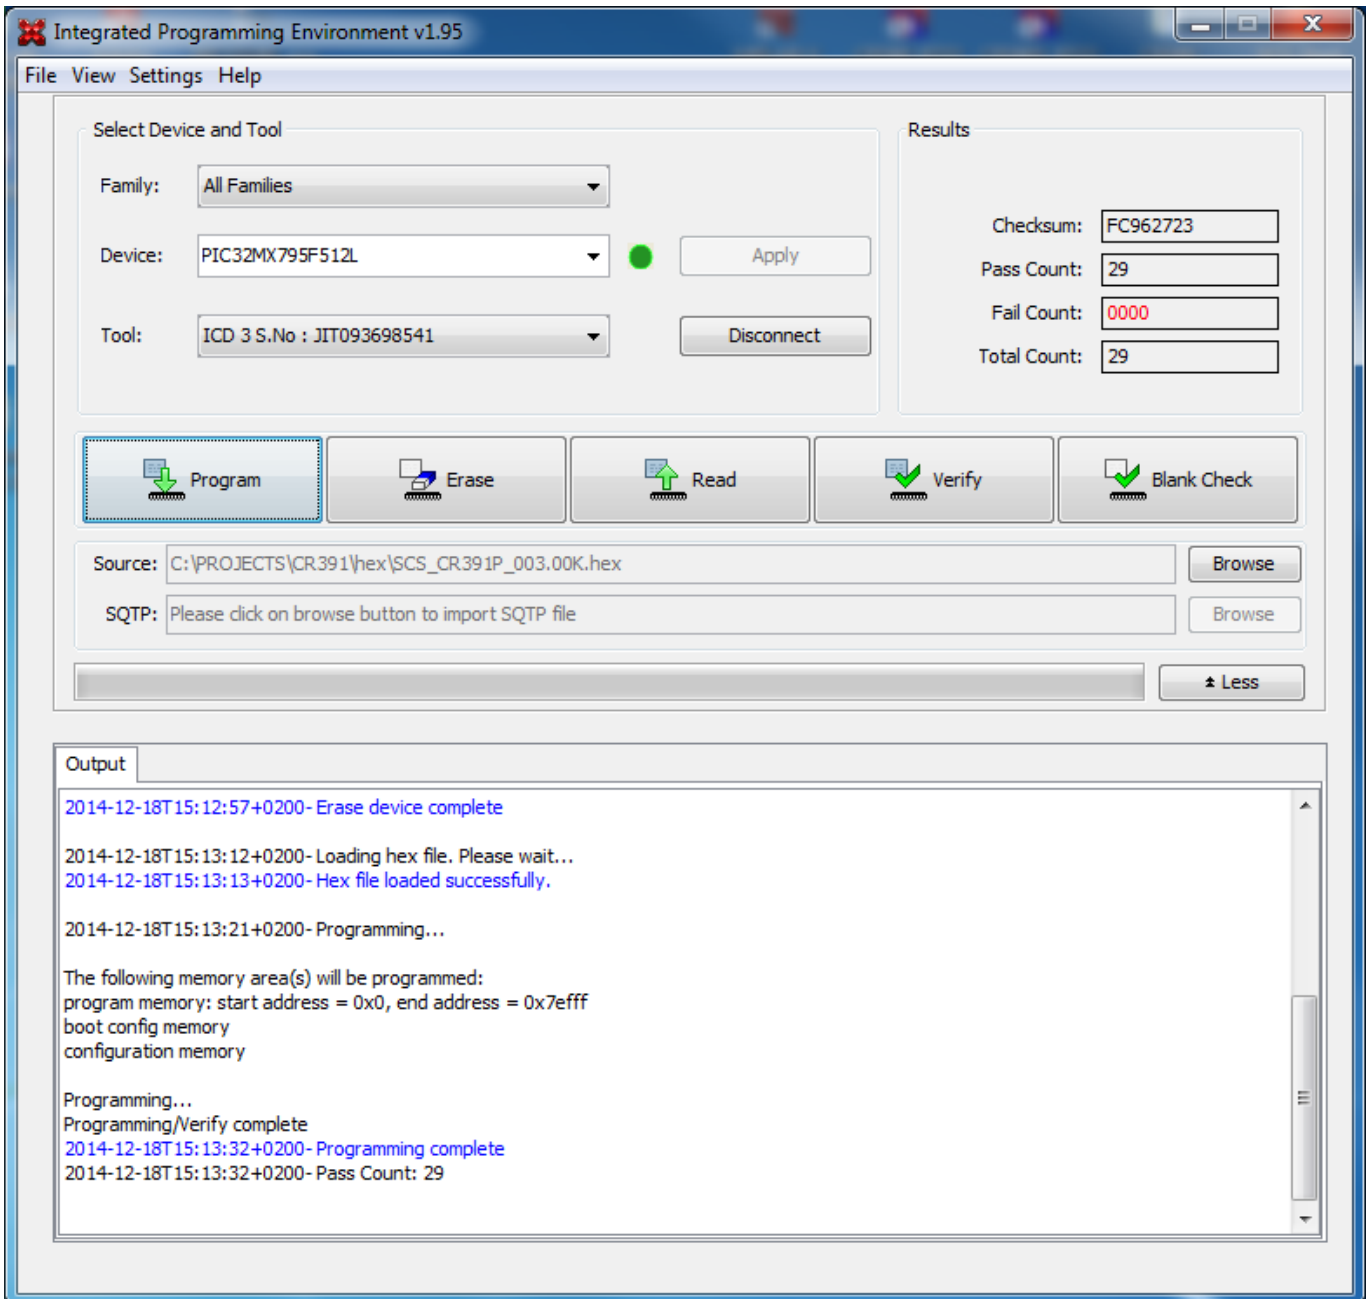 Integrated Programming Environment v1.95
File View Settings Help
Select Device and Tool
Family: All Families
Device: PIC32MX795F512L Apply
Tool: ICD 3 S.No : JIT093698541 Disconnect
Results
Checksum: FC962723
Pass Count: 29
Fail Count: 0000
Total Count: 29
Program Erase Read Verify Blank Check
Source: C:\PROJECTS\CR391\hex\SCS_CR391P_003.00K.hex Browse
SQTP: Please click on browse button to import SQTP file Browse
Less
Output
2014-12-18T15:12:57+0200- Erase device complete
2014-12-18T15:13:12+0200- Loading hex file. Please wait...
2014-12-18T15:13:13+0200- Hex file loaded successfully.
2014-12-18T15:13:21+0200- Programming...
The following memory area(s) will be programmed:
program memory: start address = 0x0, end address = 0x7efff
boot config memory
configuration memory
Programming...
Programming/Verify complete
2014-12-18T15:13:32+0200- Programming complete
2014-12-18T15:13:32+0200- Pass Count: 29